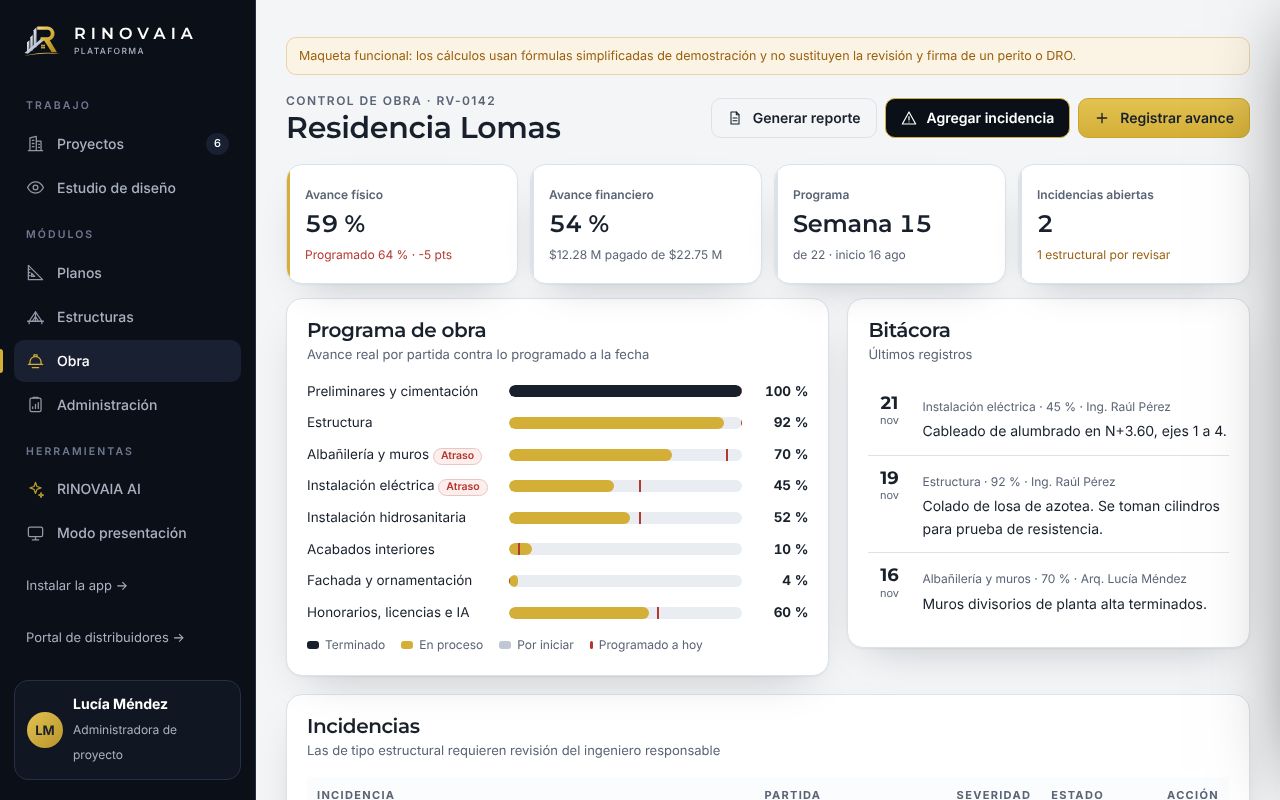 RINOVAIA
PLATAFORMA
TRABAJO
Proyectos 6
Estudio de diseño
MÓDULOS
Planos
Estructuras
Obra
Administración
HERRAMIENTAS
RINOVAIA AI
Modo presentación
Instalar la app →
Portal de distribuidores →
LM
Lucía Méndez
Administradora de
proyecto
Maqueta funcional: los cálculos usan fórmulas simplificadas de demostración y no sustituyen la revisión y firma de un perito o DRO.
CONTROL DE OBRA · RV-0142
Residencia Lomas
Generar reporte
Agregar incidencia
Registrar avance
Avance físico
59 %
Programado 64 % · -5 pts
Avance financiero
54 %
$12.28 M pagado de $22.75 M
Programa
Semana 15
de 22 · inicio 16 ago
Incidencias abiertas
2
1 estructural por revisar
Programa de obra
Avance real por partida contra lo programado a la fecha
Preliminares y cimentación 100 %
Estructura 92 %
Albañilería y muros Atraso 70 %
Instalación eléctrica Atraso 45 %
Instalación hidrosanitaria 52 %
Acabados interiores 10 %
Fachada y ornamentación 4 %
Honorarios, licencias e IA 60 %
Terminado En proceso Por iniciar Programado a hoy
Bitácora
Últimos registros
21 nov
Instalación eléctrica · 45 % · Ing. Raúl Pérez
Cableado de alumbrado en N+3.60, ejes 1 a 4.
19 nov
Estructura · 92 % · Ing. Raúl Pérez
Colado de losa de azotea. Se toman cilindros
para prueba de resistencia.
16 nov
Albañilería y muros · 70 % · Arq. Lucía Méndez
Muros divisorios de planta alta terminados.
Incidencias
Las de tipo estructural requieren revisión del ingeniero responsable
INCIDENCIA PARTIDA SEVERIDAD ESTADO ACCIÓN